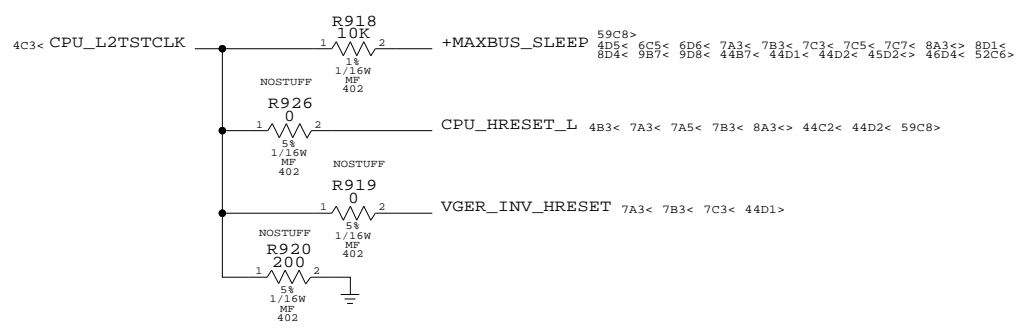 R918
10K
59C8>
4C3< CPU_L2TSTCLK 1 2 +MAXBUS_SLEEP 4D5< 6C5< 6D6< 7A3< 7B3< 7C3< 7C5< 7C7< 8A3<> 8D1<
8D4< 9B7< 9D8< 44B7< 44D1< 44D2< 45D2<> 46D4< 52C6>
1%
1/16W
MF
402
NOSTUFF
R926
0
1 2 CPU_HRESET_L 4B3< 7A3< 7A5< 7B3< 8A3<> 44C2< 44D2< 59C8>
5%
1/16W
MF
402
NOSTUFF
R919
0
1 2 VGER_INV_HRESET 7A3< 7B3< 7C3< 44D1>
5%
1/16W
MF
402
NOSTUFF
R920
200
1 2
5%
1/16W
MF
402